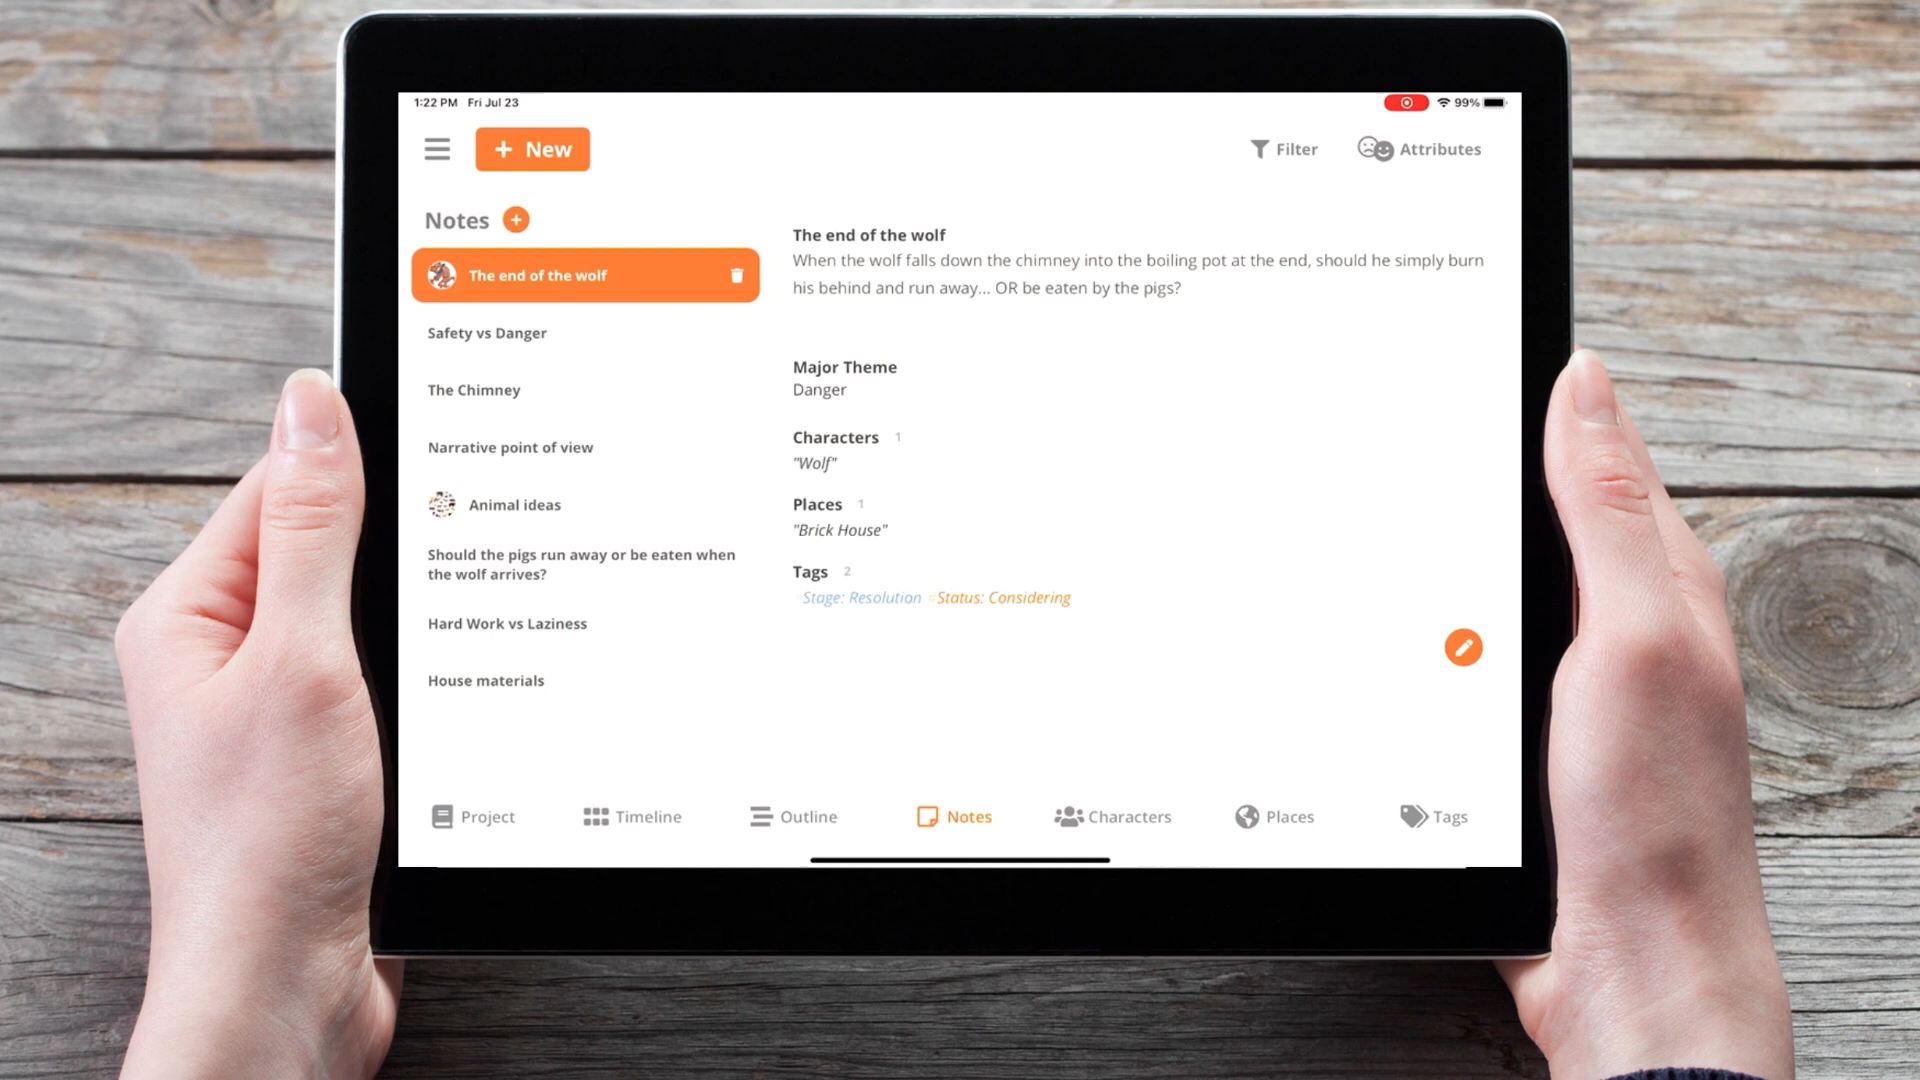 1:22 PM Fri Jul 23
99%
+ New
Filter
Attributes
Notes
The end of the wolf
Safety vs Danger
The Chimney
Narrative point of view
Animal ideas
Should the pigs run away or be eaten when
the wolf arrives?
Hard Work vs Laziness
House materials
The end of the wolf
When the wolf falls down the chimney into the boiling pot at the end, should he simply burn
his behind and run away... OR be eaten by the pigs?
Major Theme
Danger
Characters 1
"Wolf"
Places 1
"Brick House"
Tags 2
#Stage: Resolution #Status: Considering
Project
Timeline
Outline
Notes
Characters
Places
Tags